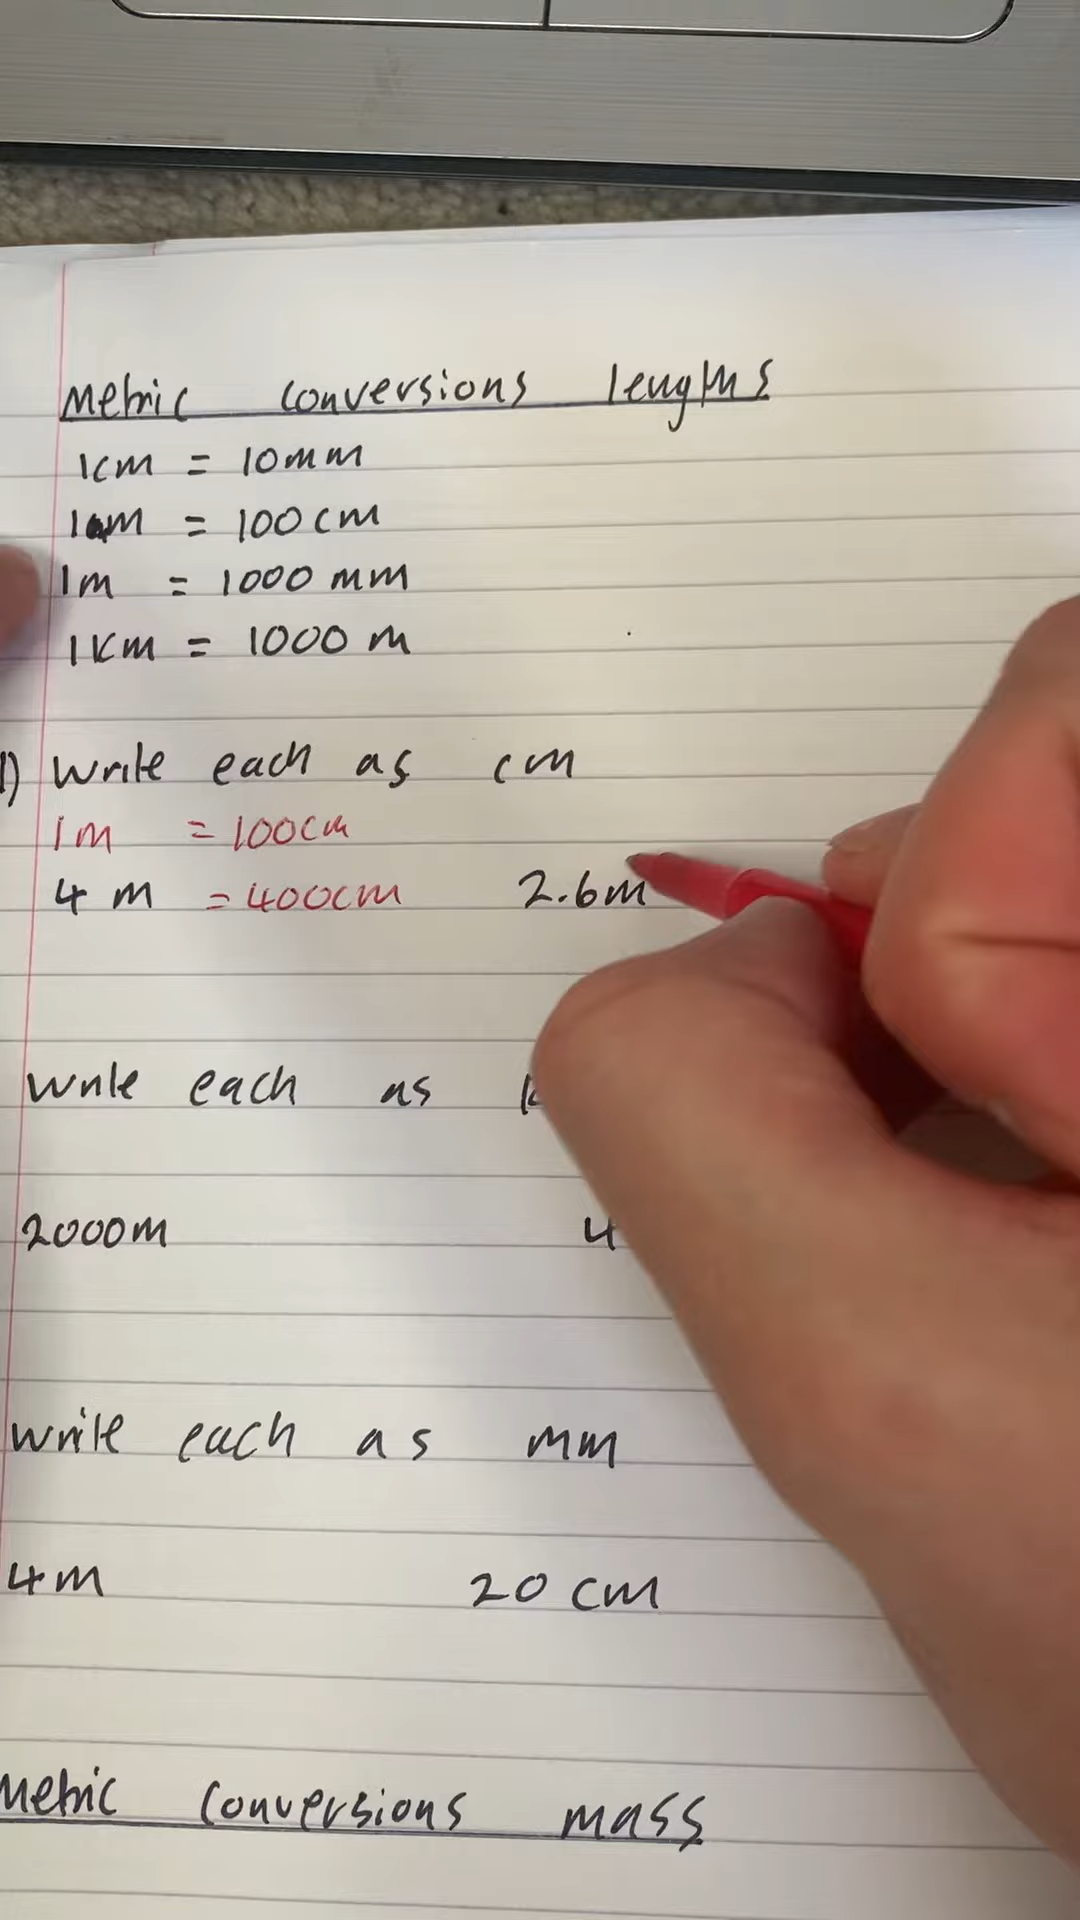 Metric conversions lengths
1cm = 10mm
1m = 100cm
1m = 1000 mm
1km = 1000 m
1) Write each as cm
1m = 100cm
4 m = 400cm 2.6m
Write each as
2000m 4
write each as mm
4m 20 cm
Metric conversions mass